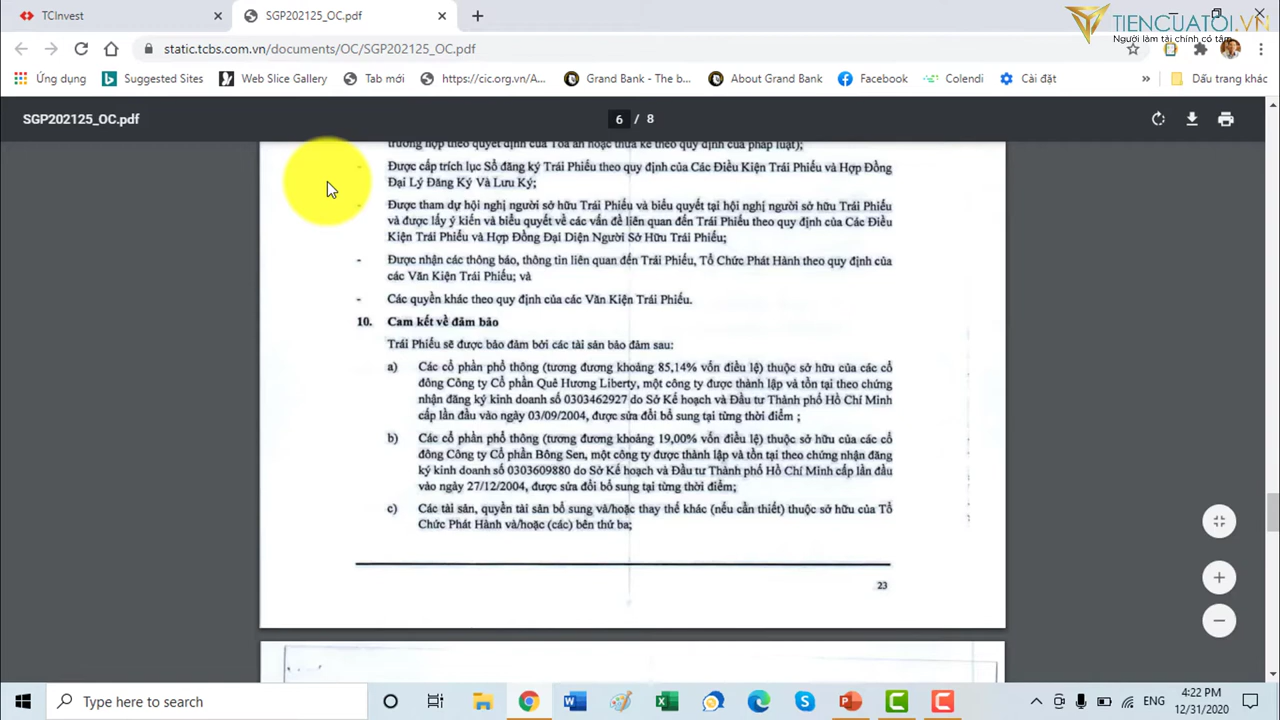 TCInvest
SGP202125_OC.pdf
TIENCUATOI.VN
Người làm tài chính có tâm
static.tcbs.com.vn/documents/OC/SGP202125_OC.pdf
Ứng dụng
Suggested Sites
Web Slice Gallery
Tab mới
https://cic.org.vn/A...
Grand Bank - The b...
About Grand Bank
Facebook
Colendi
Cài đặt
»
Dấu trang khác
SGP202125_OC.pdf
6 / 8
trường hợp theo quyết định của Tòa án hoặc thừa kế theo quy định của pháp luật);
- Được cấp trích lục Sổ đăng ký Trái Phiếu theo quy định của Các Điều Kiện Trái Phiếu và Hợp Đồng
Đại Lý Đăng Ký Và Lưu Ký;
- Được tham dự hội nghị người sở hữu Trái Phiếu và biểu quyết tại hội nghị người sở hữu Trái Phiếu
và được lấy ý kiến và biểu quyết về các vấn đề liên quan đến Trái Phiếu theo quy định của Các Điều
Kiện Trái Phiếu và Hợp Đồng Đại Diện Người Sở Hữu Trái Phiếu;
- Được nhận các thông báo, thông tin liên quan đến Trái Phiếu, Tổ Chức Phát Hành theo quy định của
các Văn Kiện Trái Phiếu; và
- Các quyền khác theo quy định của các Văn Kiện Trái Phiếu.
10. Cam kết về đảm bảo
Trái Phiếu sẽ được bảo đảm bởi các tài sản bảo đảm sau:
a) Các cổ phần phổ thông (tương đương khoảng 85,14% vốn điều lệ) thuộc sở hữu của các cổ
đông Công ty Cổ phần Quê Hương Liberty, một công ty được thành lập và tồn tại theo chứng
nhận đăng ký kinh doanh số 0303462927 do Sở Kế hoạch và Đầu tư Thành phố Hồ Chí Minh
cấp lần đầu vào ngày 03/09/2004, được sửa đổi bổ sung tại từng thời điểm ;
b) Các cổ phần phổ thông (tương đương khoảng 19,00% vốn điều lệ) thuộc sở hữu của các cổ
đông Công ty Cổ phần Bông Sen, một công ty được thành lập và tồn tại theo chứng nhận đăng
ký kinh doanh số 0303609880 do Sở Kế hoạch và Đầu tư Thành phố Hồ Chí Minh cấp lần đầu
vào ngày 27/12/2004, được sửa đổi bổ sung tại từng thời điểm;
c) Các tài sản, quyền tài sản bổ sung và/hoặc thay thế khác (nếu cần thiết) thuộc sở hữu của Tổ
Chức Phát Hành và/hoặc (các) bên thứ ba;
23
Type here to search
ENG
4:22 PM
12/31/2020